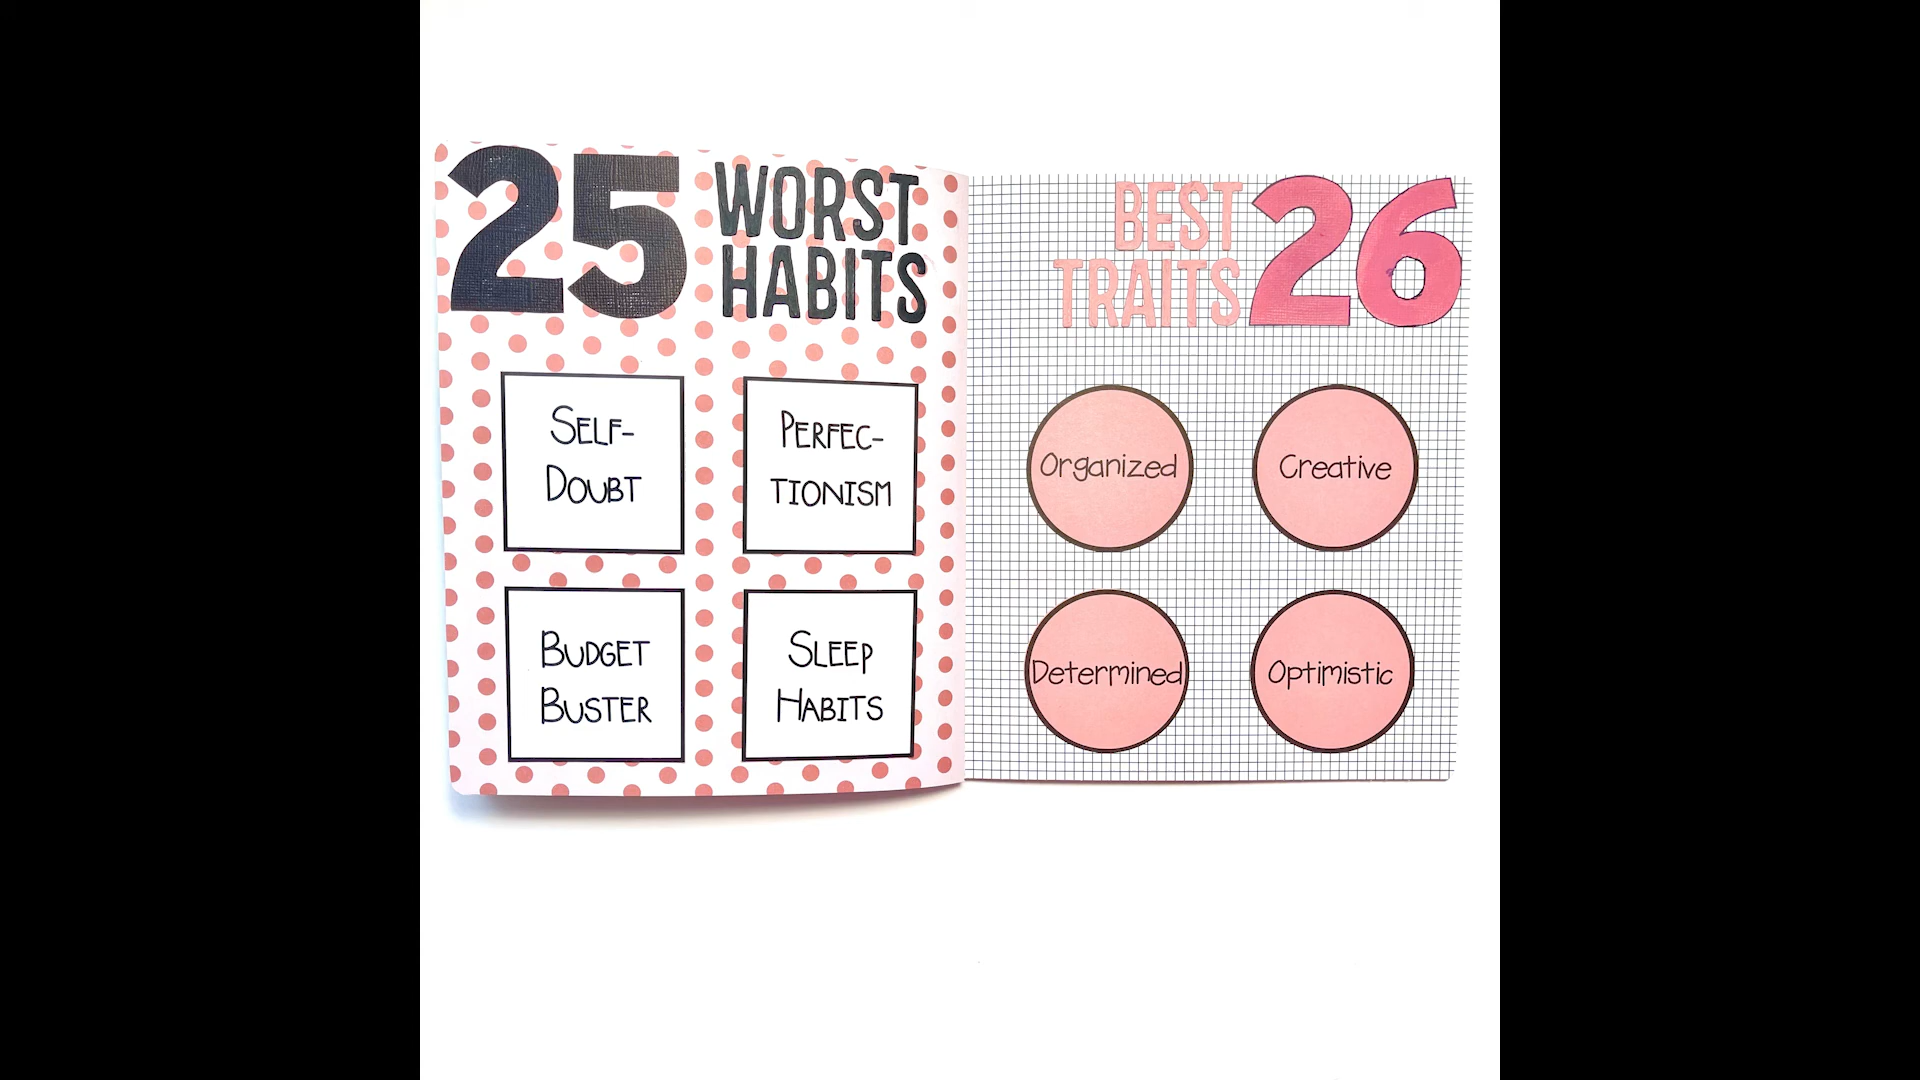 25 WORST
HABITS
SELF-
DOUBT
PERFEC-
TIONISM
BUDGET
BUSTER
SLEEP
HABITS
BEST 26
TRAITS
Organized
Creative
Determined
Optimistic